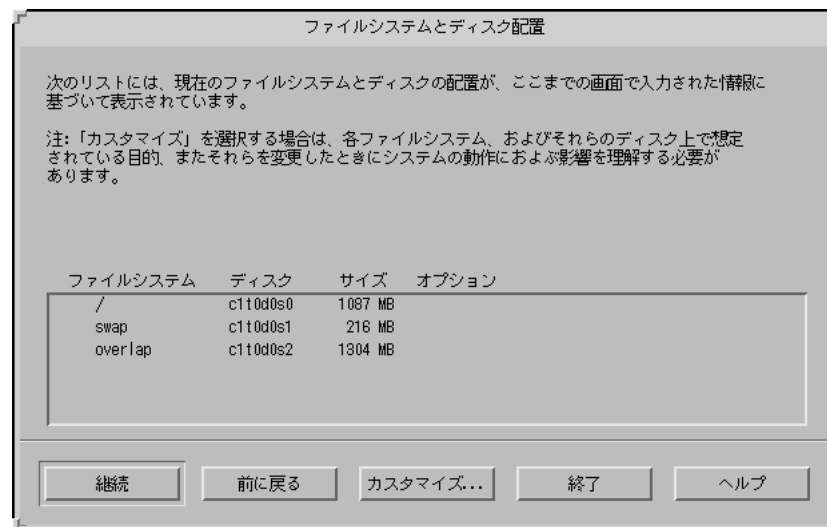 ファイルシステムとディスク配置
次のリストには、現在のファイルシステムとディスクの配置が、ここまでの画面で入力された情報に
基づいて表示されています。
注:「カスタマイズ」を選択する場合は、各ファイルシステム、およびそれらのディスク上で想定
されている目的、またそれらを変更したときにシステムの動作におよぶ影響を理解する必要が
あります。
ファイルシステム ディスク サイズ オプション
/ c1t0d0s0 1087 MB
swap c1t0d0s1 216 MB
overlap c1t0d0s2 1304 MB
継続 前に戻る カスタマイズ... 終了 ヘルプ